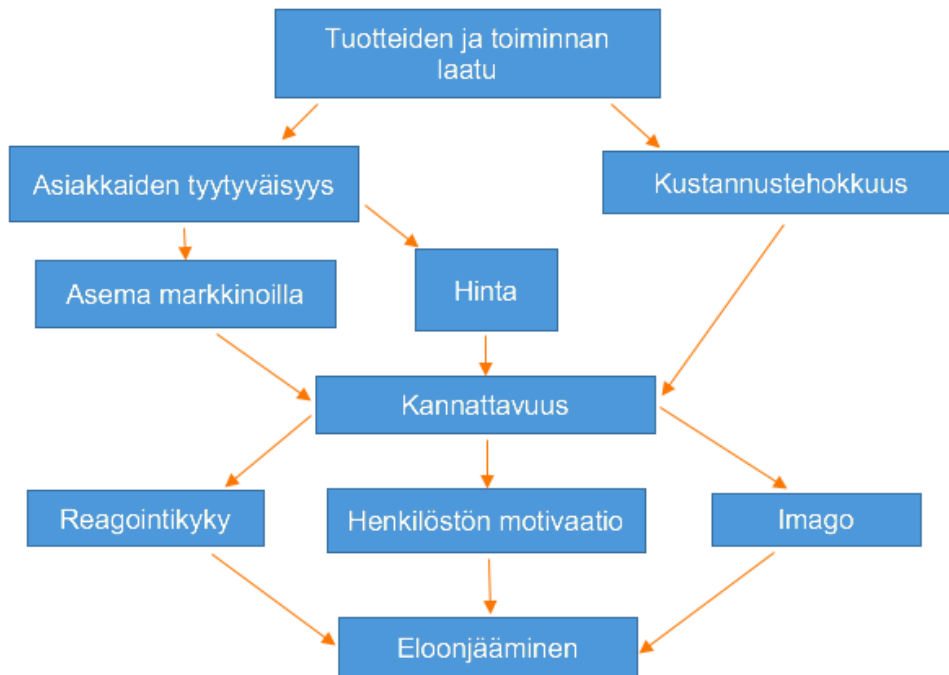 Tuotteiden ja toiminnan
laatu
Asiakkaiden tyytyväisyys
Kustannustehokkuus
Asema markkinoilla
Hinta
Kannattavuus
Reagointikyky
Henkilöstön motivaatio
Imago
Eloonjääminen